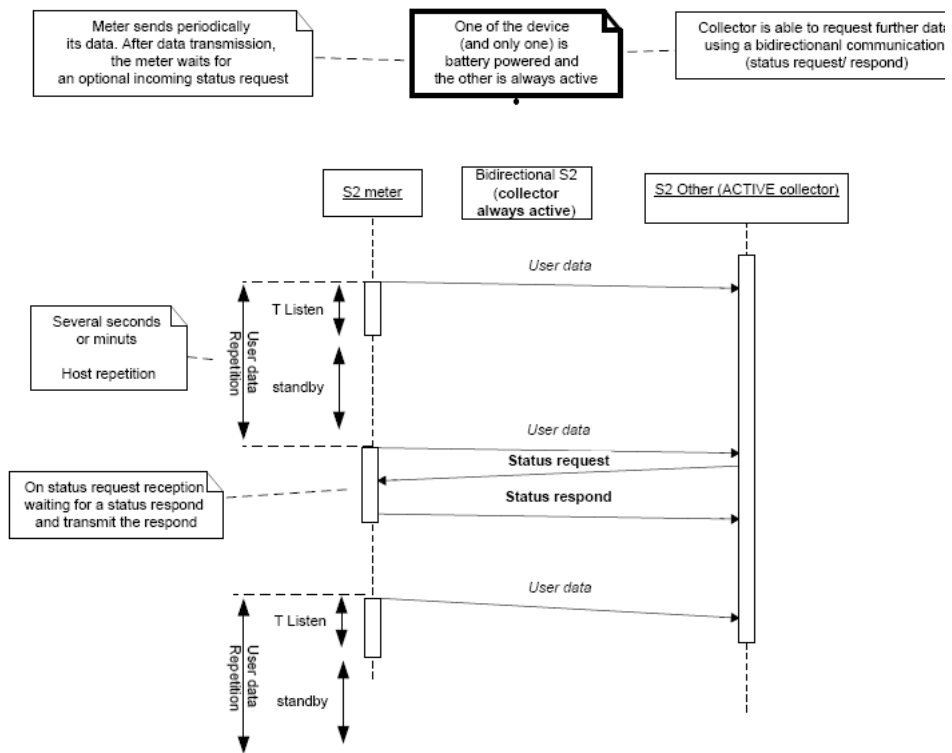 Meter sends periodically
its data. After data transmission,
the meter waits for
an optional incoming status request
One of the device
(and only one) is
battery powered and
the other is always active
Collector is able to request further data
using a bidirectionanl communication
(status request/ respond)
S2 meter
Bidirectional S2
(collector
always active)
S2 Other (ACTIVE collector)
User data
T Listen
Several seconds
or minuts
Host repetition
User data
Repetition
standby
User data
Status request
On status request reception
waiting for a status respond
and transmit the respond
Status respond
User data
T Listen
User data
Repetition
standby